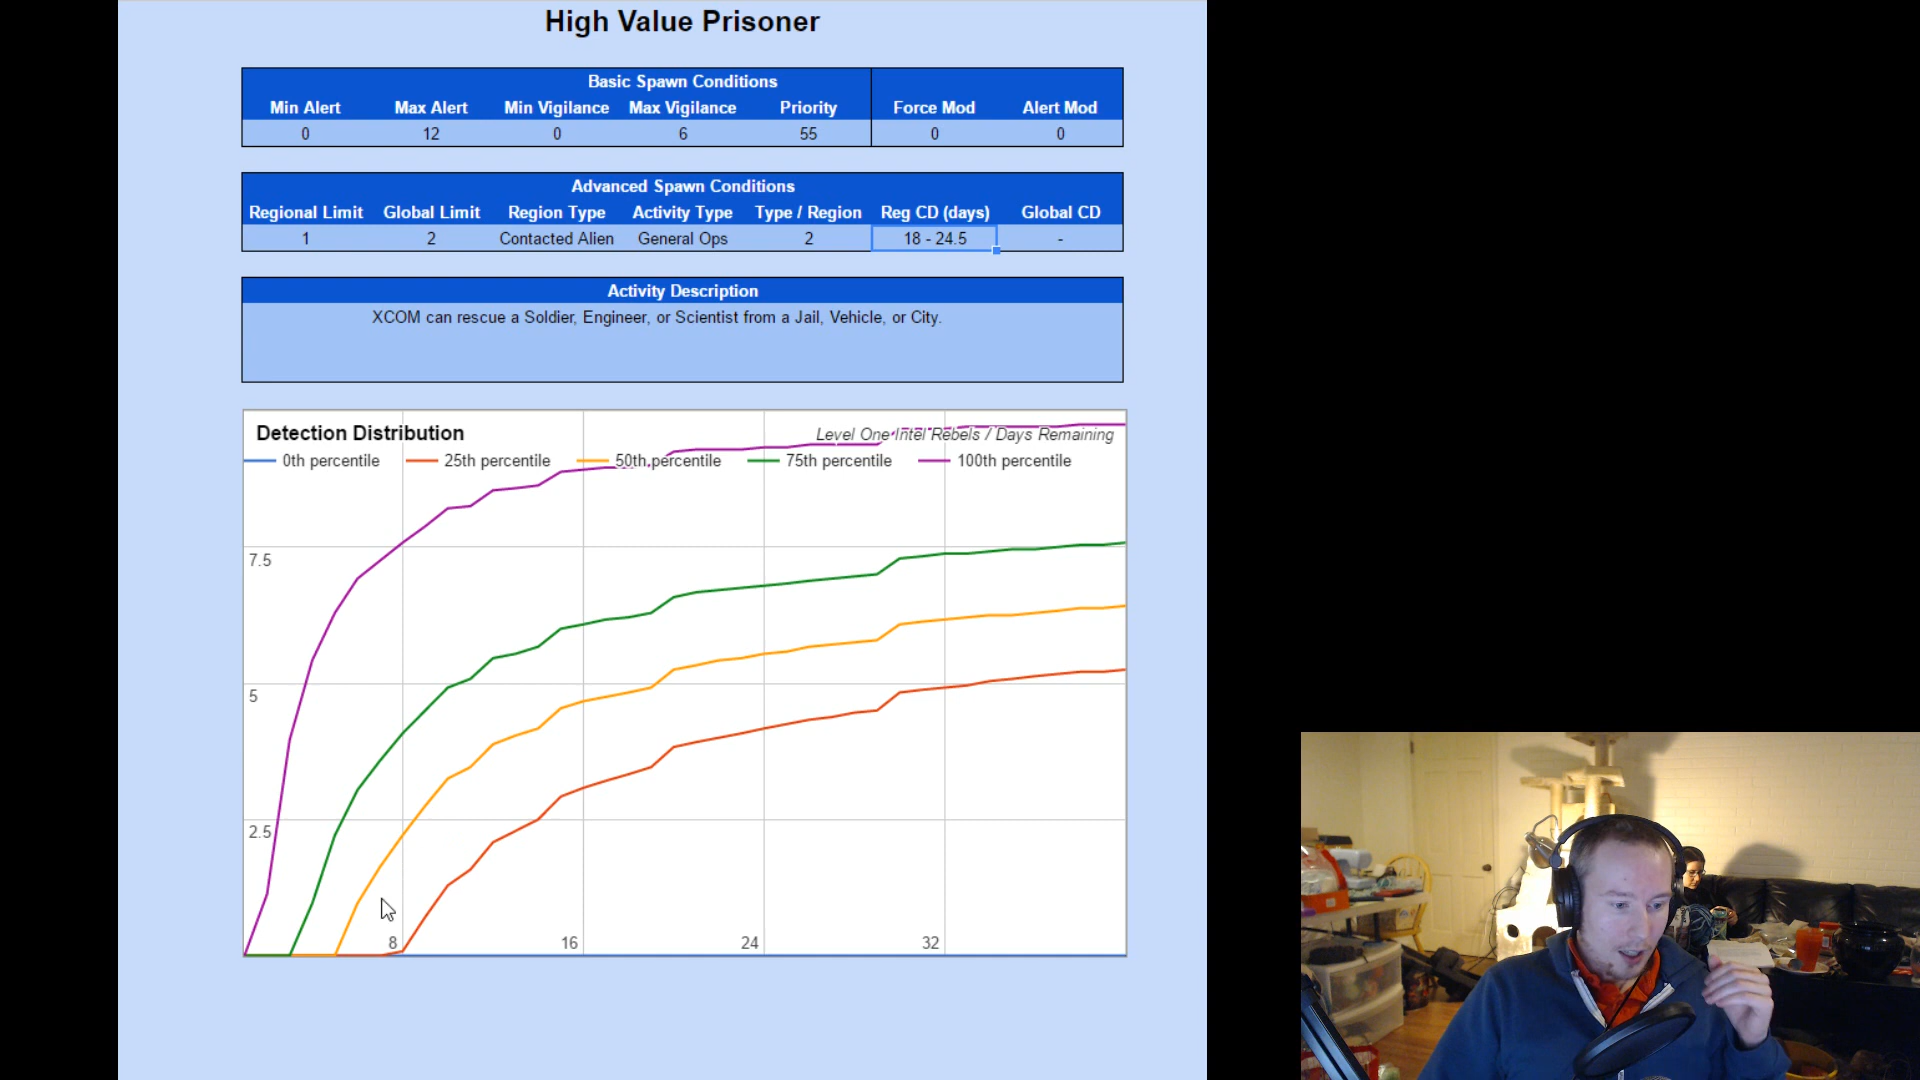 High Value Prisoner
Basic Spawn Conditions
Min Alert Max Alert Min Vigilance Max Vigilance Priority Force Mod Alert Mod
0 12 0 6 55 0 0
Advanced Spawn Conditions
Regional Limit Global Limit Region Type Activity Type Type / Region Reg CD (days) Global CD
1 2 Contacted Alien General Ops 2 18 - 24.5 -
Activity Description
XCOM can rescue a Soldier, Engineer, or Scientist from a Jail, Vehicle, or City.
Detection Distribution
Level One Intel Rebels / Days Remaining
0th percentile 25th percentile 50th percentile 75th percentile 100th percentile
7.5
5
2.5
8 16 24 32